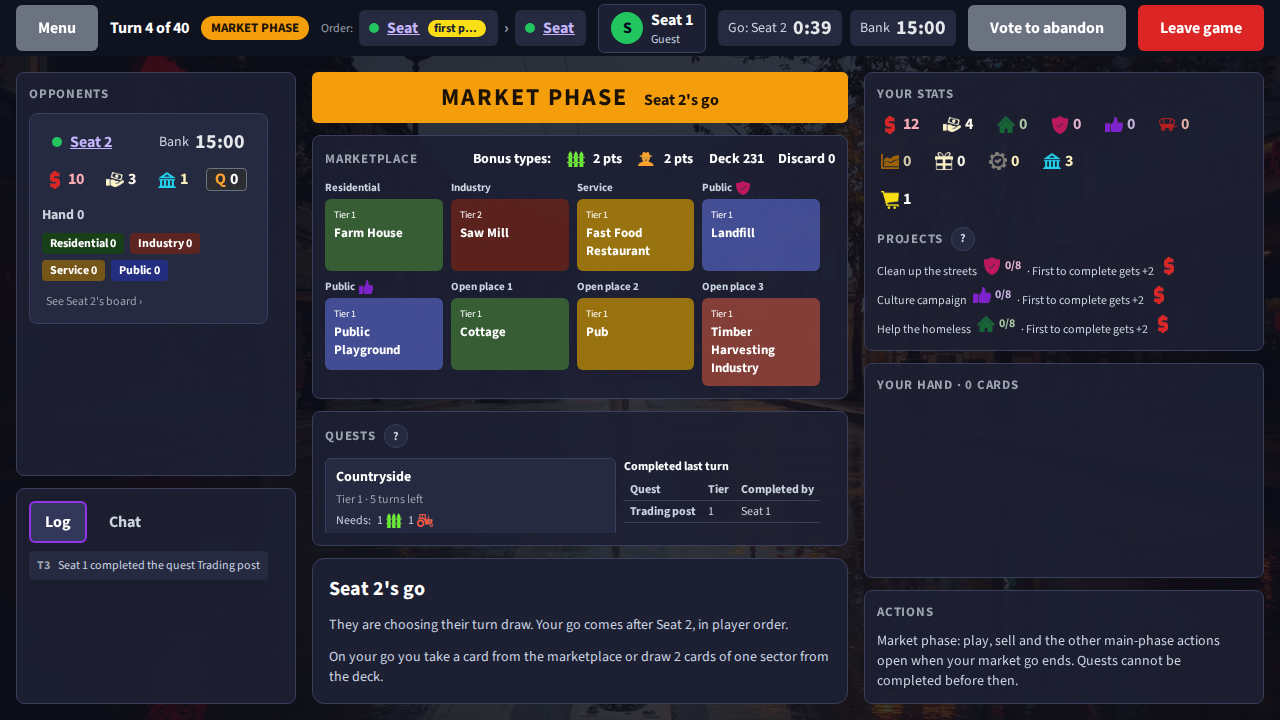 Menu
Turn 4 of 40
MARKET PHASE
Order:
Seat
first p...
›
Seat
S
Seat 1
Guest
Go: Seat 2 0:39
Bank 15:00
Vote to abandon
Leave game
OPPONENTS
Seat 2
Bank 15:00
10 3 1 Q 0
Hand 0
Residential 0 Industry 0
Service 0 Public 0
See Seat 2's board ›
Log
Chat
T3 Seat 1 completed the quest Trading post
MARKET PHASE Seat 2's go
MARKETPLACE
Bonus types: 2 pts 2 pts Deck 231 Discard 0
Residential
Tier 1
Farm House
Industry
Tier 2
Saw Mill
Service
Tier 1
Fast Food
Restaurant
Public
Tier 1
Landfill
Public
Tier 1
Public
Playground
Open place 1
Tier 1
Cottage
Open place 2
Tier 1
Pub
Open place 3
Tier 1
Timber
Harvesting
Industry
QUESTS ?
Countryside
Tier 1 · 5 turns left
Needs: 1 1
Completed last turn
Quest Tier Completed by
Trading post 1 Seat 1
Seat 2's go
They are choosing their turn draw. Your go comes after Seat 2, in player order.
On your go you take a card from the marketplace or draw 2 cards of one sector from
the deck.
YOUR STATS
12 4 0 0 0 0
0 0 0 3
1
PROJECTS ?
Clean up the streets 0/8 · First to complete gets +2
Culture campaign 0/8 · First to complete gets +2
Help the homeless 0/8 · First to complete gets +2
YOUR HAND · 0 CARDS
ACTIONS
Market phase: play, sell and the other main-phase actions
open when your market go ends. Quests cannot be
completed before then.